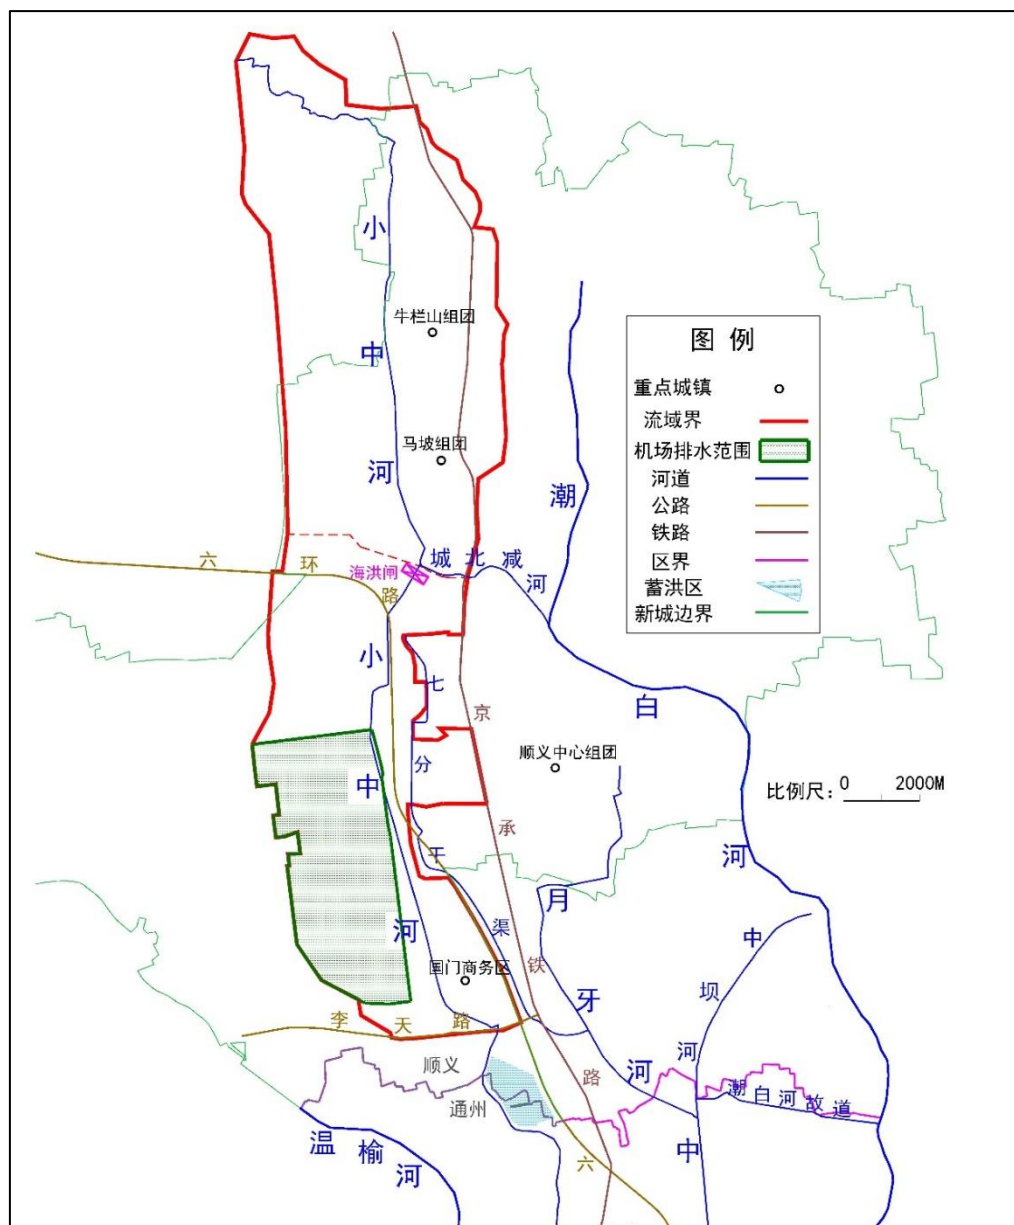 小中河
牛栏山组团
马坡组团
图 例
重点城镇
流域界
机场排水范围
河道
公路
铁路
区界
蓄洪区
新城边界
潮白河
六环路
海洪闸
城北减河
小中河
七分干渠
京承铁路
顺义中心组团
比例尺：0 2000M
月牙河
中坝河
国门商务区
李天路
顺义
通州
潮白河故道
温榆河
六
中